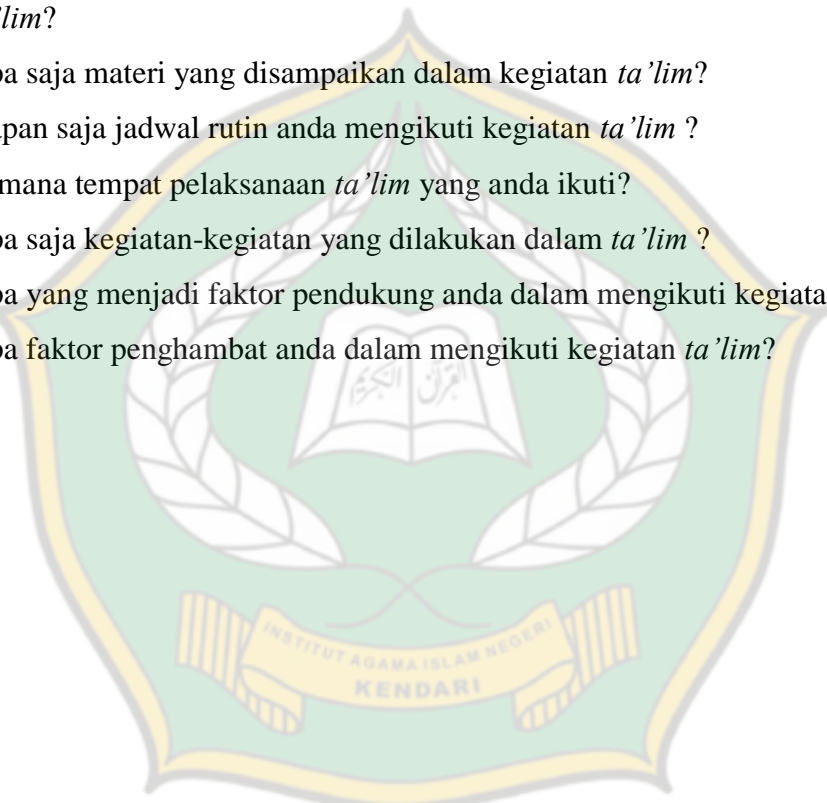 ’lim?
pa saja materi yang disampaikan dalam kegiatan ta’lim?
apan saja jadwal rutin anda mengikuti kegiatan ta’lim ?
mana tempat pelaksanaan ta’lim yang anda ikuti?
pa saja kegiatan-kegiatan yang dilakukan dalam ta’lim ?
pa yang menjadi faktor pendukung anda dalam mengikuti kegiata
pa faktor penghambat anda dalam mengikuti kegiatan ta’lim?
القرآن الكريم
INSTITUT AGAMA ISLAM NEGERI
KENDARI